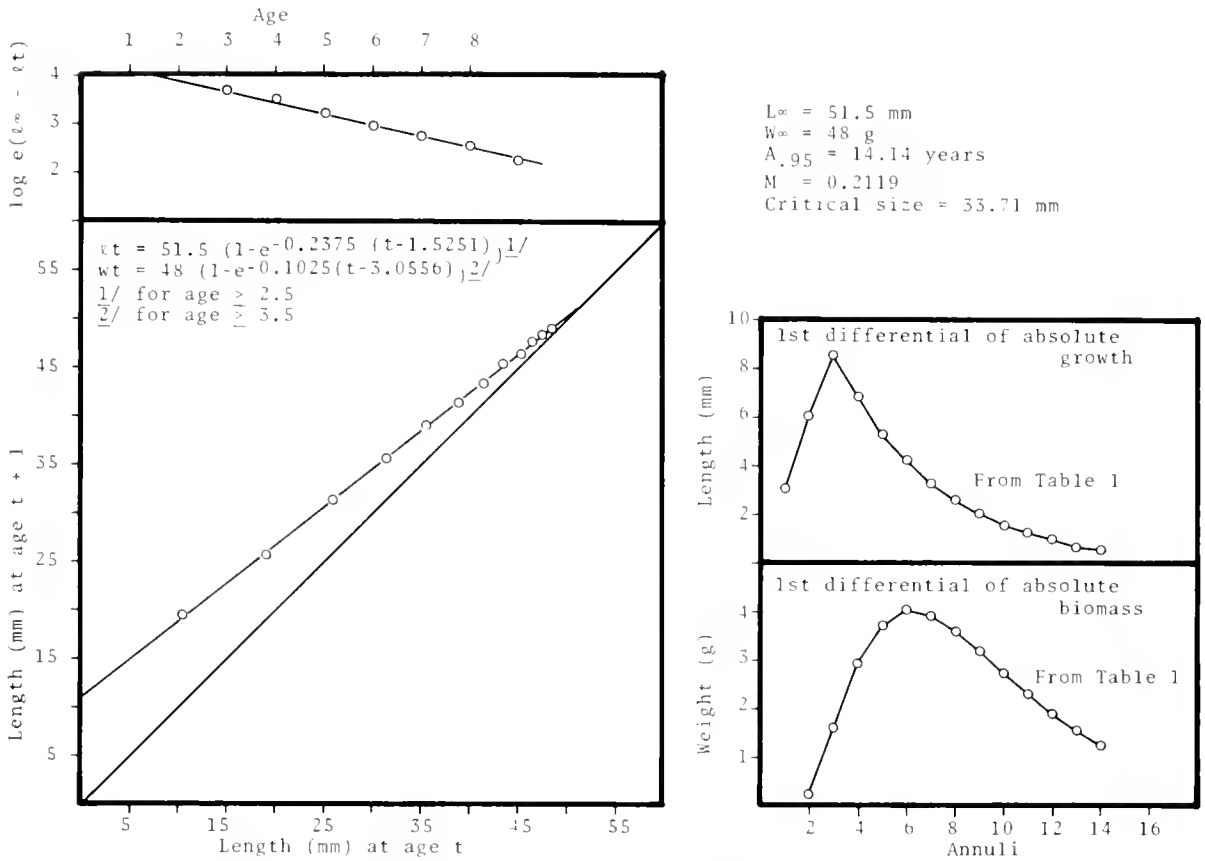 Age
1 2 3 4 5 6 7 8
log e(ℓ∞ - ℓt)
4
3
2
ℓt = 51.5 (1-e^-0.2375 (t-1.5251))1/
wt = 48 (1-e^-0.1025(t-3.0556))2/
1/ for age ≥ 2.5
2/ for age ≥ 3.5
Length (mm) at age t + 1
55
45
35
25
15
5
5 15 25 35 45 55
Length (mm) at age t
L∞ = 51.5 mm
W∞ = 48 g
A.95 = 14.14 years
M = 0.2119
Critical size = 33.71 mm
1st differential of absolute
growth
From Table 1
Length (mm)
10
8
6
4
2
1st differential of absolute
biomass
From Table 1
Weight (g)
4
3
2
1
2 4 6 8 10 12 14 16
Annuli